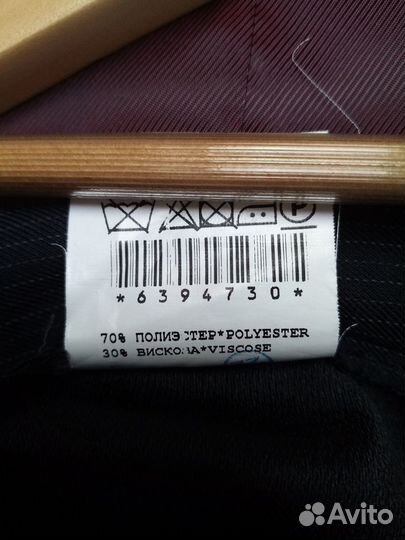 P
*6394730*
70% ПОЛИЭСТЕР*POLYESTER
30% ВИСКОЗА*VISCOSE
Avito